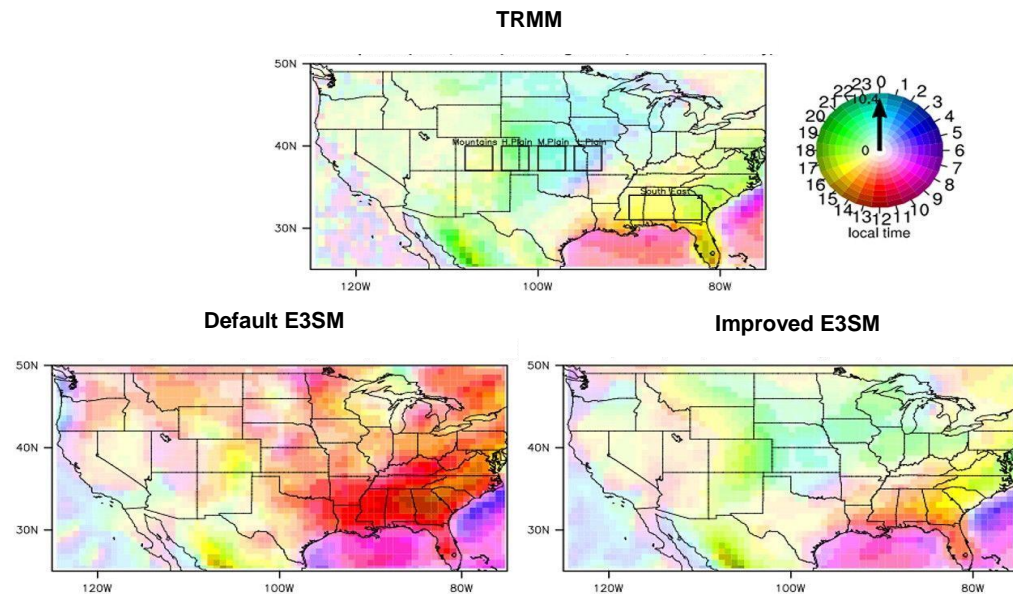 TRMM
50N
40N
30N
120W
100W
80W
Mountains
H.Plain
M.Plain
South East
0
1
2
3
4
5
6
7
8
9
10
11
12
13
14
15
16
17
18
19
20
21
22
23
10.4
0
local time
Default E3SM
50N
40N
30N
120W
100W
80W
Improved E3SM
50N
40N
30N
120W
100W
80W